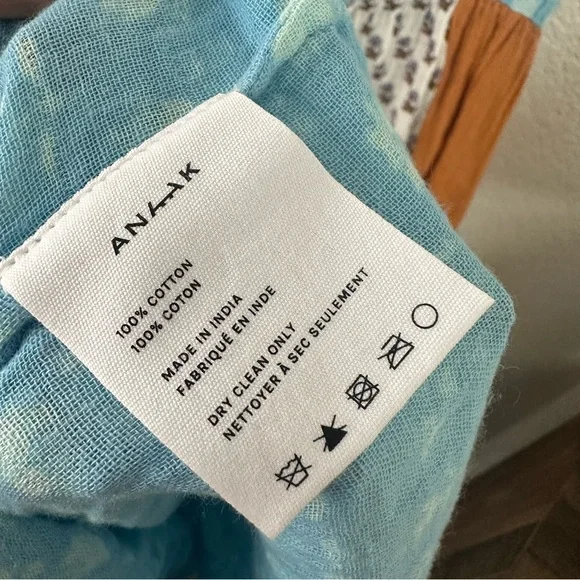 ANAAK
100% COTTON
100% COTON
MADE IN INDIA
FABRIQUÉ EN INDE
DRY CLEAN ONLY
NETTOYER À SEC SEULEMENT